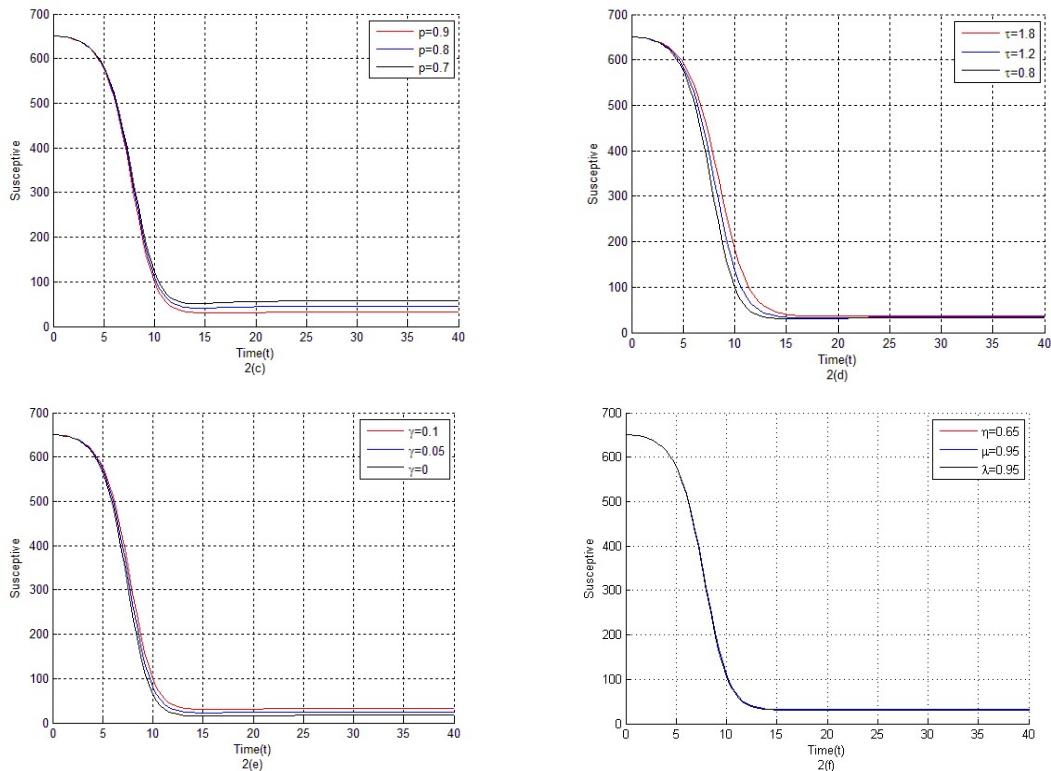 700
600
500
400
300
200
100
0
Susceptive
p=0.9
p=0.8
p=0.7
0 5 10 15 20 25 30 35 40
Time(t)
2(c)
700
600
500
400
300
200
100
0
Susceptive
τ=1.8
τ=1.2
τ=0.8
0 5 10 15 20 25 30 35 40
Time(t)
2(d)
700
600
500
400
300
200
100
0
Susceptive
γ=0.1
γ=0.05
γ=0
0 5 10 15 20 25 30 35 40
Time(t)
2(e)
700
600
500
400
300
200
100
0
Susceptive
η=0.65
μ=0.95
λ=0.95
0 5 10 15 20 25 30 35 40
Time(t)
2(f)